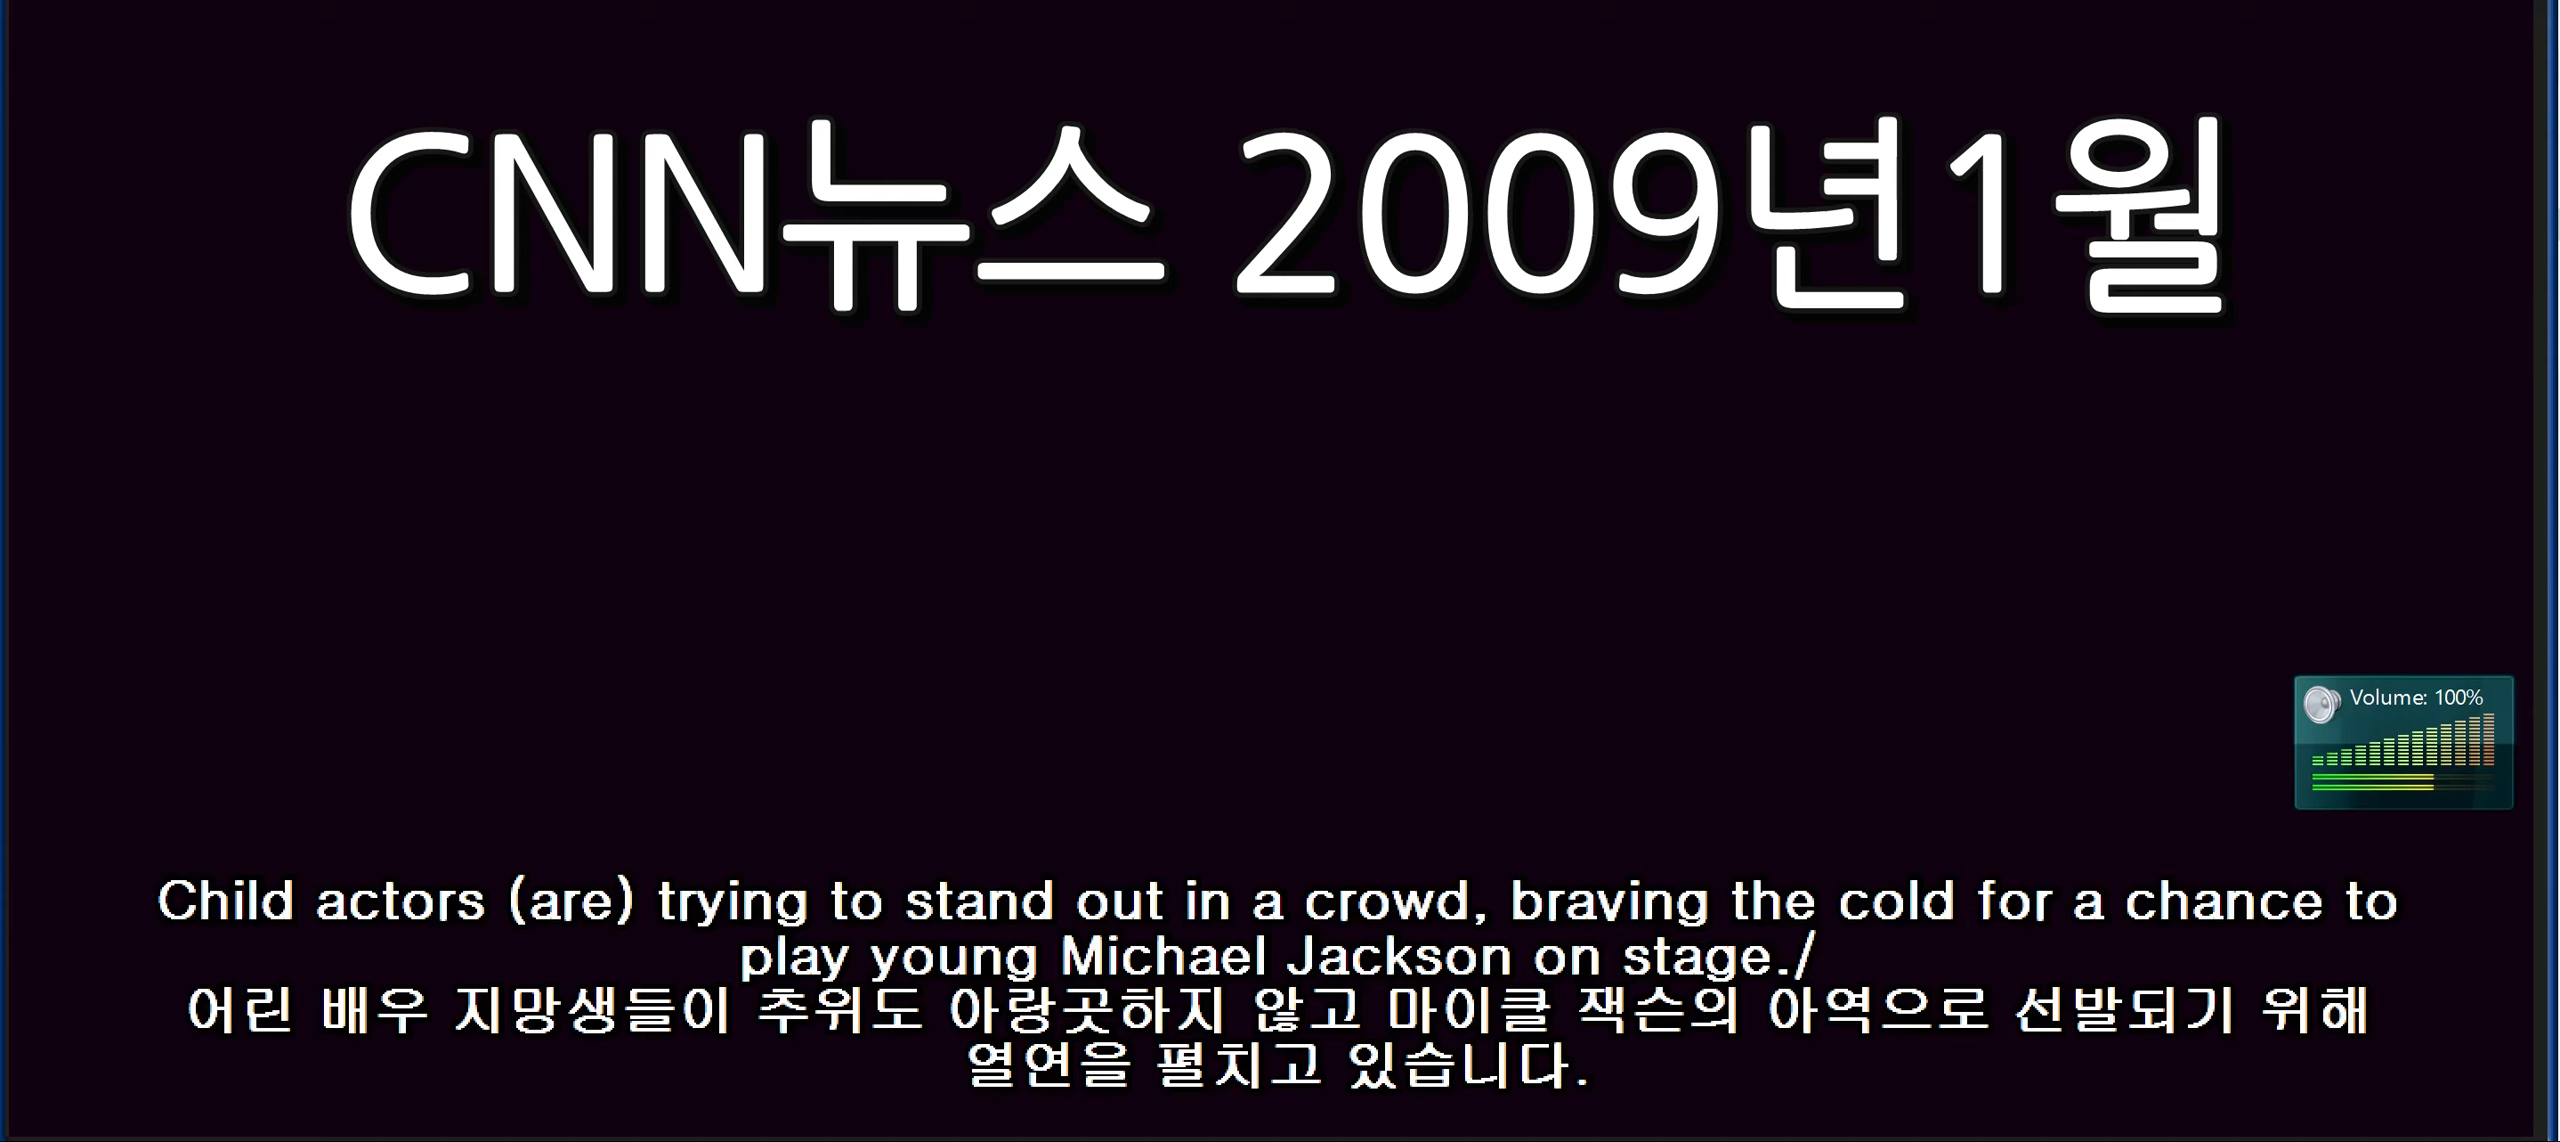 CNN뉴스 2009년1월
Volume: 100%
Child actors (are) trying to stand out in a crowd, braving the cold for a chance to
play young Michael Jackson on stage./
어린 배우 지망생들이 추위도 아랑곳하지 않고 마이클 잭슨의 아역으로 선발되기 위해
열연을 펼치고 있습니다.